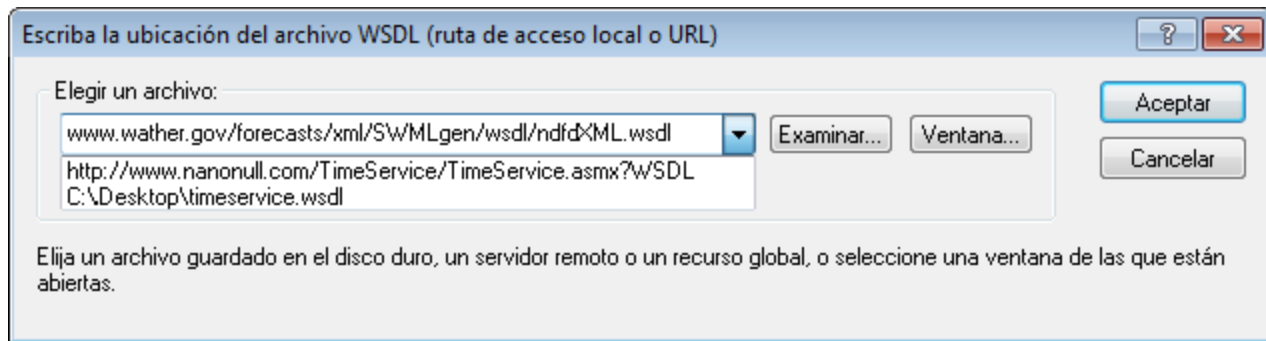 Escriba la ubicación del archivo WSDL (ruta de acceso local o URL)
Elegir un archivo:
www.wather.gov/forecasts/xml/SWMLgen/wsdl/ndfdXML.wsdl
Examinar...
Ventana...
Aceptar
http://www.nanonull.com/TimeService/TimeService.asmx?WSDL
C:\Desktop\timeservice.wsdl
Cancelar
Elija un archivo guardado en el disco duro, un servidor remoto o un recurso global, o seleccione una ventana de las que están
abiertas.